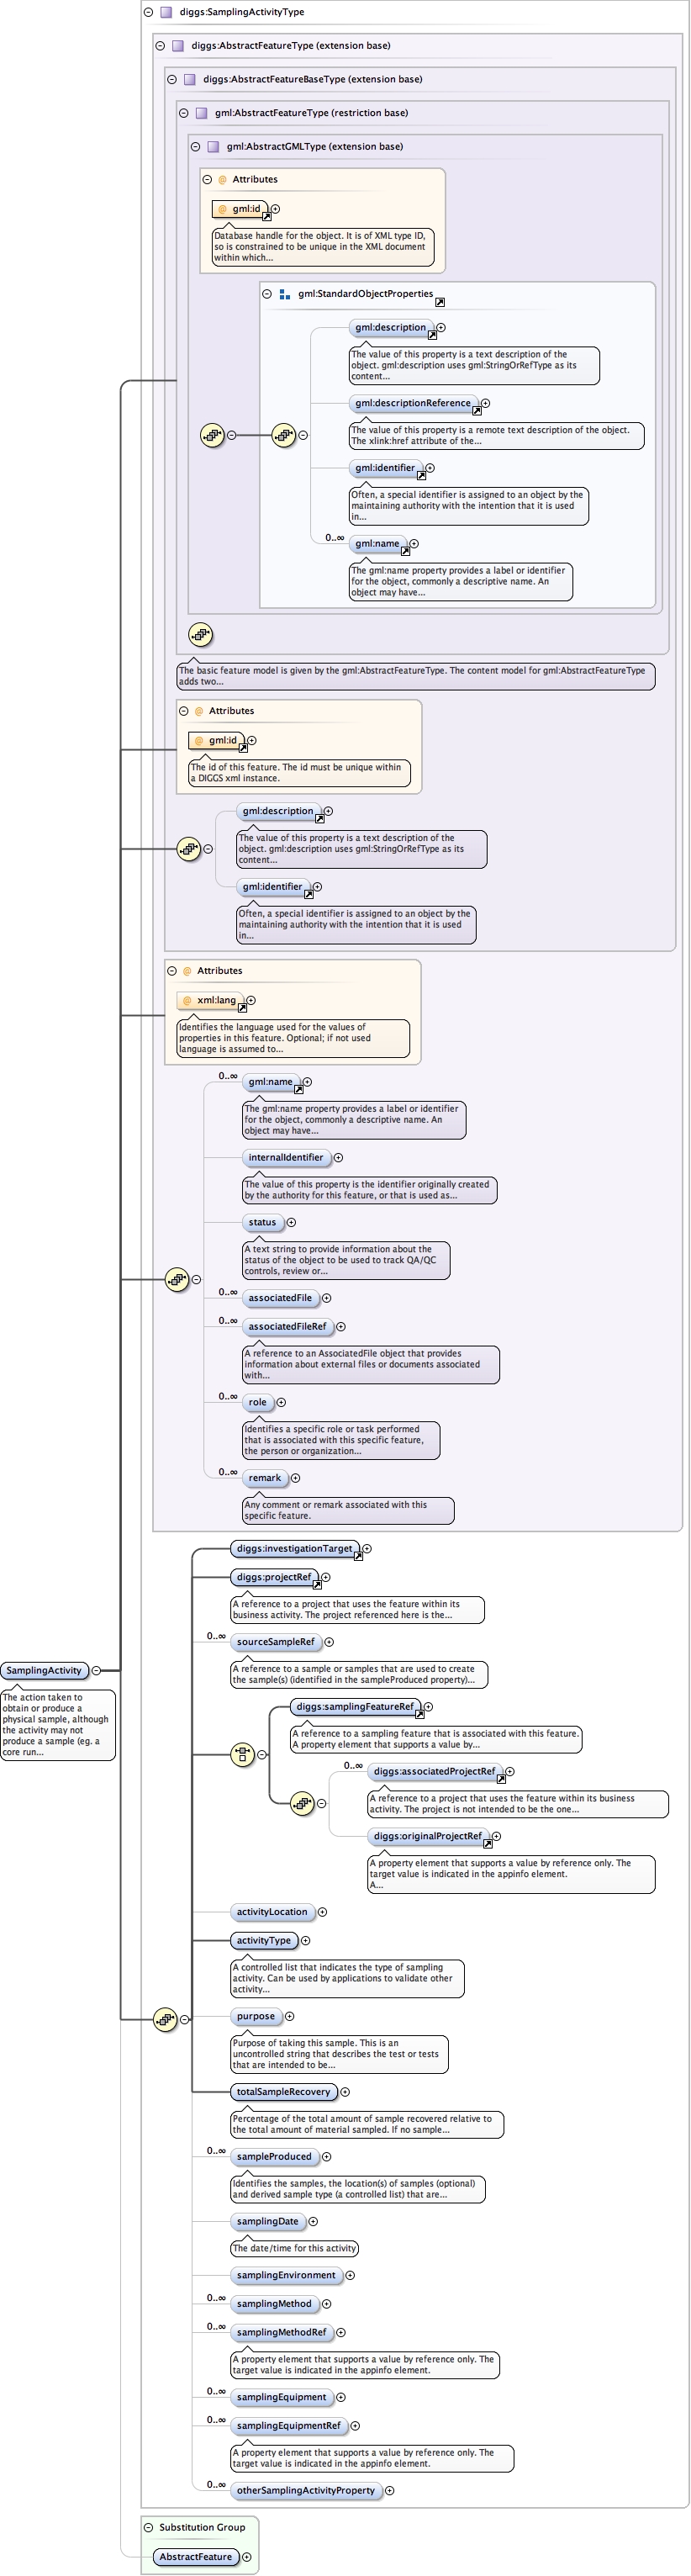 diggs:SamplingActivityType
diggs:AbstractFeatureType (extension base)
diggs:AbstractFeatureBaseType (extension base)
gml:AbstractFeatureType (restriction base)
gml:AbstractGMLType (extension base)
@ Attributes
@ gml:id
Database handle for the object. It is of XML type ID,
so is constrained to be unique in the XML document
within which...
gml:StandardObjectProperties
gml:description
The value of this property is a text description of the
object. gml:description uses gml:StringOrRefType as its
content...
gml:descriptionReference
The value of this property is a remote text description of the object.
The xlink:href attribute of the...
gml:identifier
Often, a special identifier is assigned to an object by the
maintaining authority with the intention that it is used
in...
0..∞ gml:name
The gml:name property provides a label or identifier
for the object, commonly a descriptive name. An
object may have...
The basic feature model is given by the gml:AbstractFeatureType. The content model for gml:AbstractFeatureType
adds two...
@ Attributes
@ gml:id
The id of this feature. The id must be unique within
a DIGGS xml instance.
gml:description
The value of this property is a text description of the
object. gml:description uses gml:StringOrRefType as its
content...
gml:identifier
Often, a special identifier is assigned to an object by the
maintaining authority with the intention that it is used
in...
@ Attributes
@ xml:lang
Identifies the language used for the values of
properties in this feature. Optional; if not used
language is assumed to...
0..∞ gml:name
The gml:name property provides a label or identifier
for the object, commonly a descriptive name. An
object may have...
internalIdentifier
The value of this property is the identifier originally created
by the authority for this feature, or that is used as...
status
A text string to provide information about the
status of the object to be used to track QA/QC
controls, review or...
0..∞ associatedFile
0..∞ associatedFileRef
A reference to an AssociatedFile object that provides
information about external files or documents associated
with...
0..∞ role
Identifies a specific role or task performed
that is associated with this specific feature,
the person or organization...
0..∞ remark
Any comment or remark associated with this
specific feature.
diggs:investigationTarget
diggs:projectRef
A reference to a project that uses the feature within its
business activity. The project referenced here is the...
0..∞ sourceSampleRef
A reference to a sample or samples that are used to create
the sample(s) (identified in the sampleProduced property)...
SamplingActivity
The action taken to
obtain or produce a
physical sample, although
the activity may not
produce a sample (eg. a
core run...
diggs:samplingFeatureRef
A reference to a sampling feature that is associated with this feature.
A property element that supports a value by...
0..∞ diggs:associatedProjectRef
A reference to a project that uses the feature within its business
activity. The project is not intended to be the one...
diggs:originalProjectRef
A property element that supports a value by reference only. The
target value is indicated in the appinfo element.
A...
activityLocation
activityType
A controlled list that indicates the type of sampling
activity. Can be used by applications to validate other
activity...
purpose
Purpose of taking this sample. This is an
uncontrolled string that describes the test or tests
that are intended to be...
totalSampleRecovery
Percentage of the total amount of sample recovered relative to
the total amount of material sampled. If no sample...
0..∞ sampleProduced
Identifies the samples, the location(s) of samples (optional)
and derived sample type (a controlled list) that are...
samplingDate
The date/time for this activity
samplingEnvironment
0..∞ samplingMethod
0..∞ samplingMethodRef
A property element that supports a value by reference only. The
target value is indicated in the appinfo element.
0..∞ samplingEquipment
0..∞ samplingEquipmentRef
A property element that supports a value by reference only. The
target value is indicated in the appinfo element.
0..∞ otherSamplingActivityProperty
Substitution Group
AbstractFeature